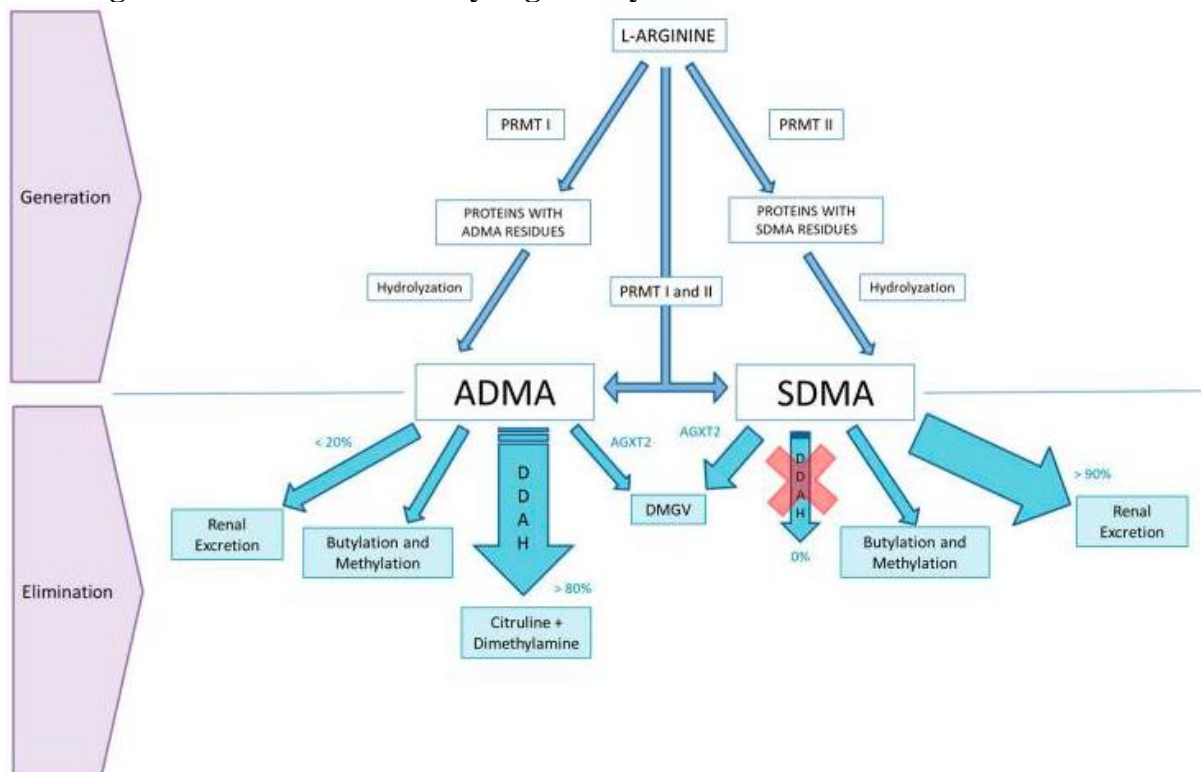 L-ARGININE
PRMT I
PRMT II
Generation
PROTEINS WITH
ADMA RESIDUES
PROTEINS WITH
SDMA RESIDUES
Hydrolyzation
PRMT I and II
Hydrolyzation
ADMA
SDMA
< 20%
AGXT2
AGXT2
> 90%
D
D
A
H
D
D
A
H
DMGV
Renal
Excretion
Renal
Excretion
Butylation and
Methylation
0%
Butylation and
Methylation
Elimination
> 80%
Citruline +
Dimethylamine